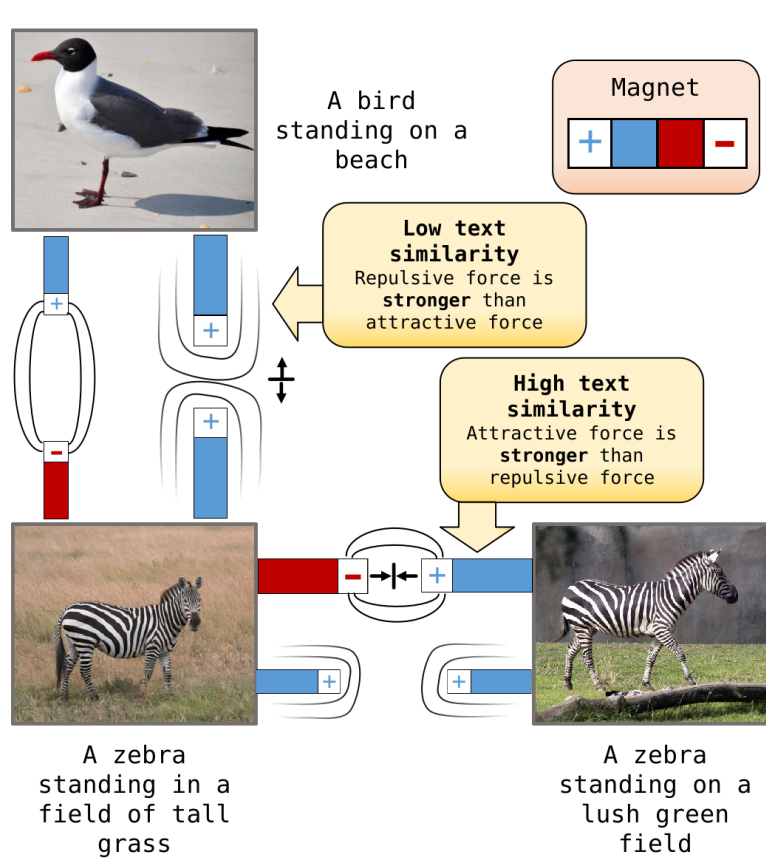 A bird
standing on a
beach
Magnet
+
-
Low text
similarity
Repulsive force is
stronger than
attractive force
+
+
High text
similarity
Attractive force is
stronger than
repulsive force
+
-
-
+
+
+
A zebra
standing in a
field of tall
grass
A zebra
standing on a
lush green
field